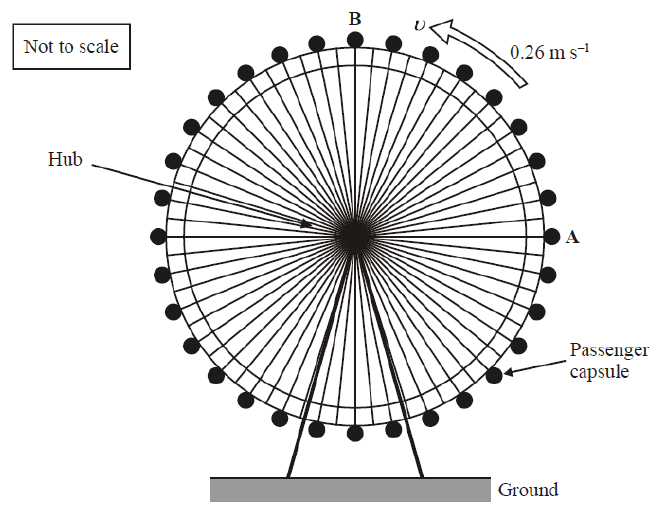 B
Not to scale
υ
0.26 m s⁻¹
Hub
A
Passenger
capsule
Ground